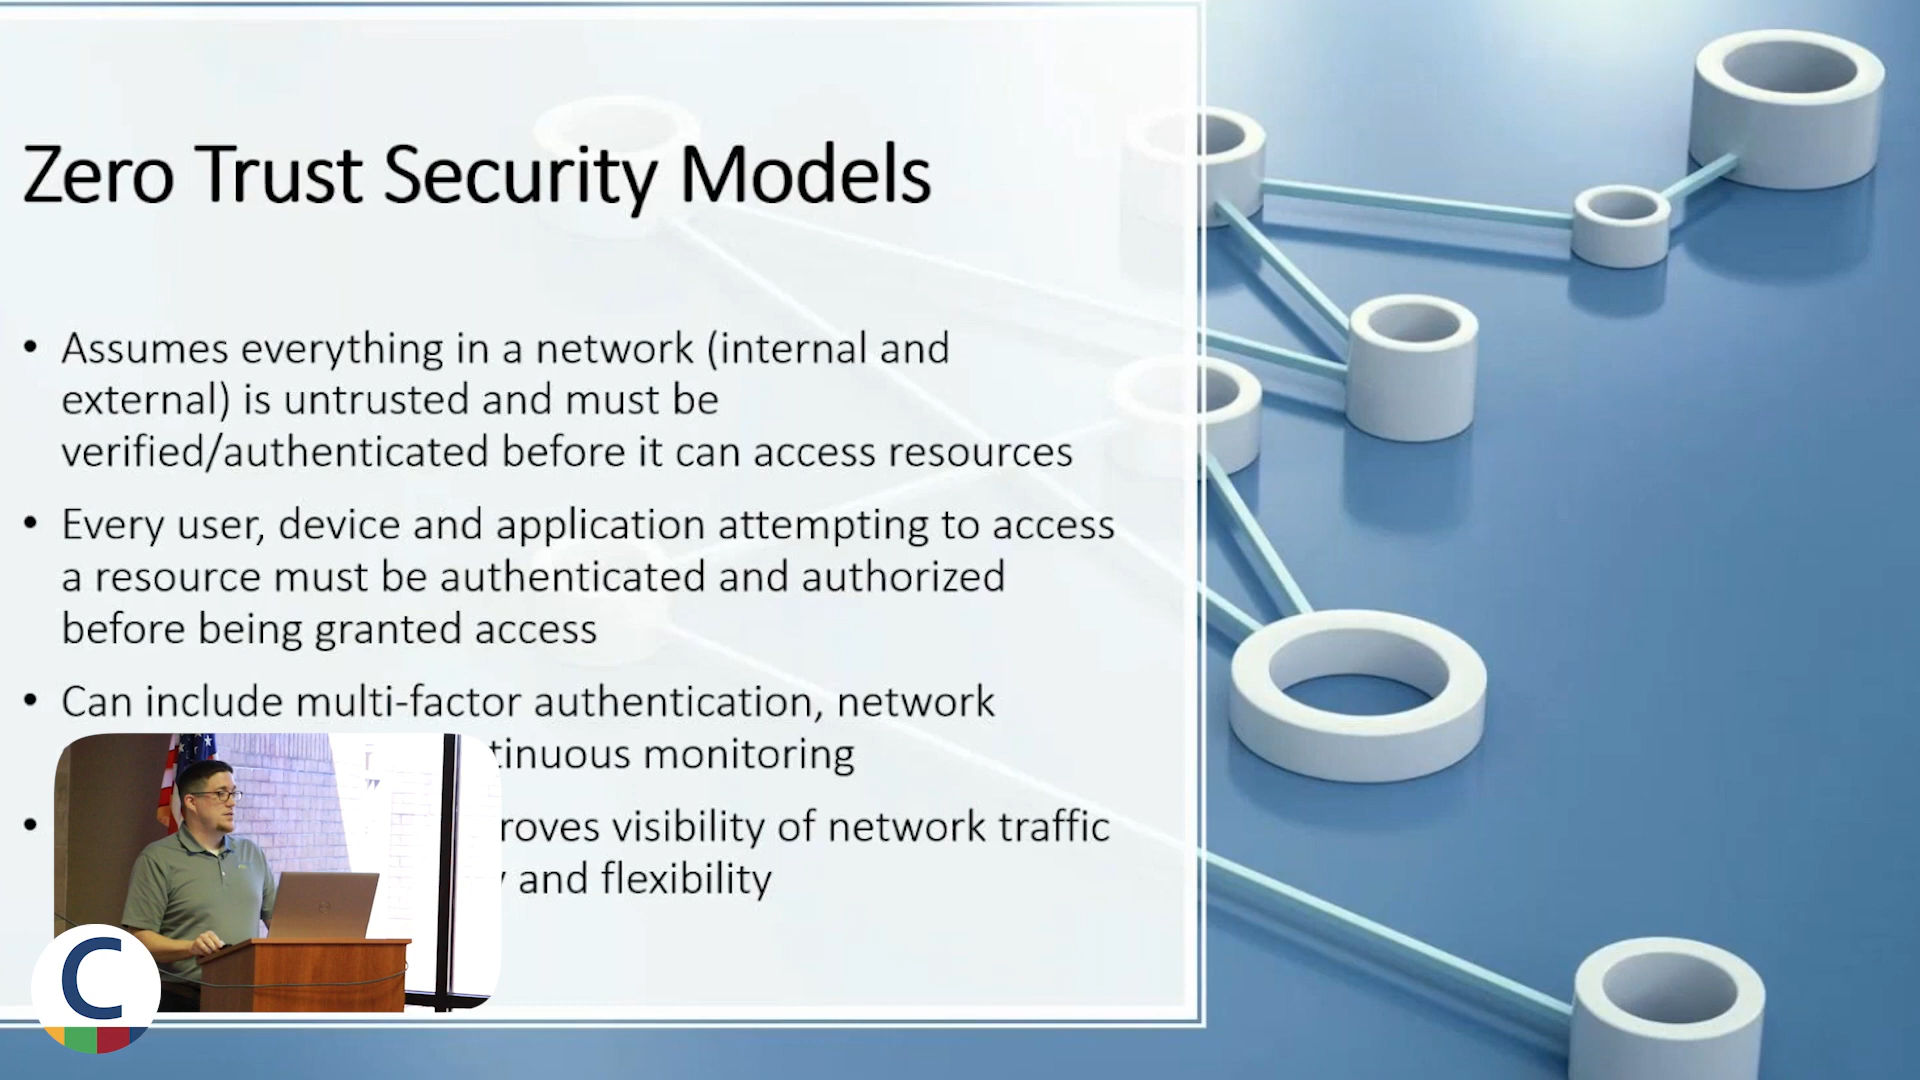 Zero Trust Security Models
• Assumes everything in a network (internal and
external) is untrusted and must be
verified/authenticated before it can access resources
• Every user, device and application attempting to access
a resource must be authenticated and authorized
before being granted access
• Can include multi-factor authentication, network
tinuous monitoring
• roves visibility of network traffic
and flexibility
C